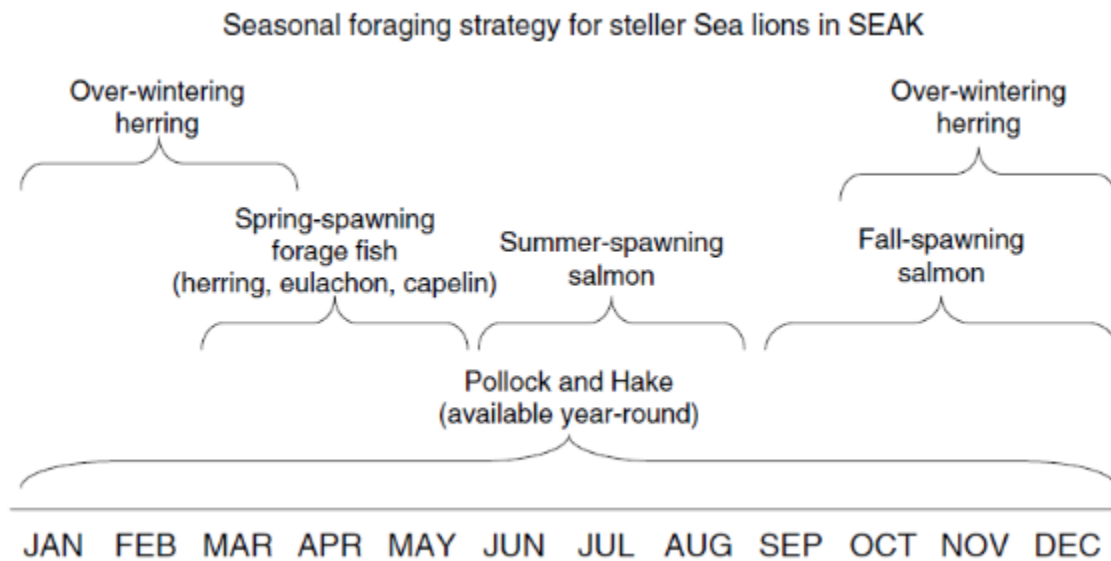 Seasonal foraging strategy for steller Sea lions in SEAK
Over-wintering
herring
Over-wintering
herring
Spring-spawning
forage fish
(herring, eulachon, capelin)
Summer-spawning
salmon
Fall-spawning
salmon
Pollock and Hake
(available year-round)
JAN FEB MAR APR MAY JUN JUL AUG SEP OCT NOV DEC